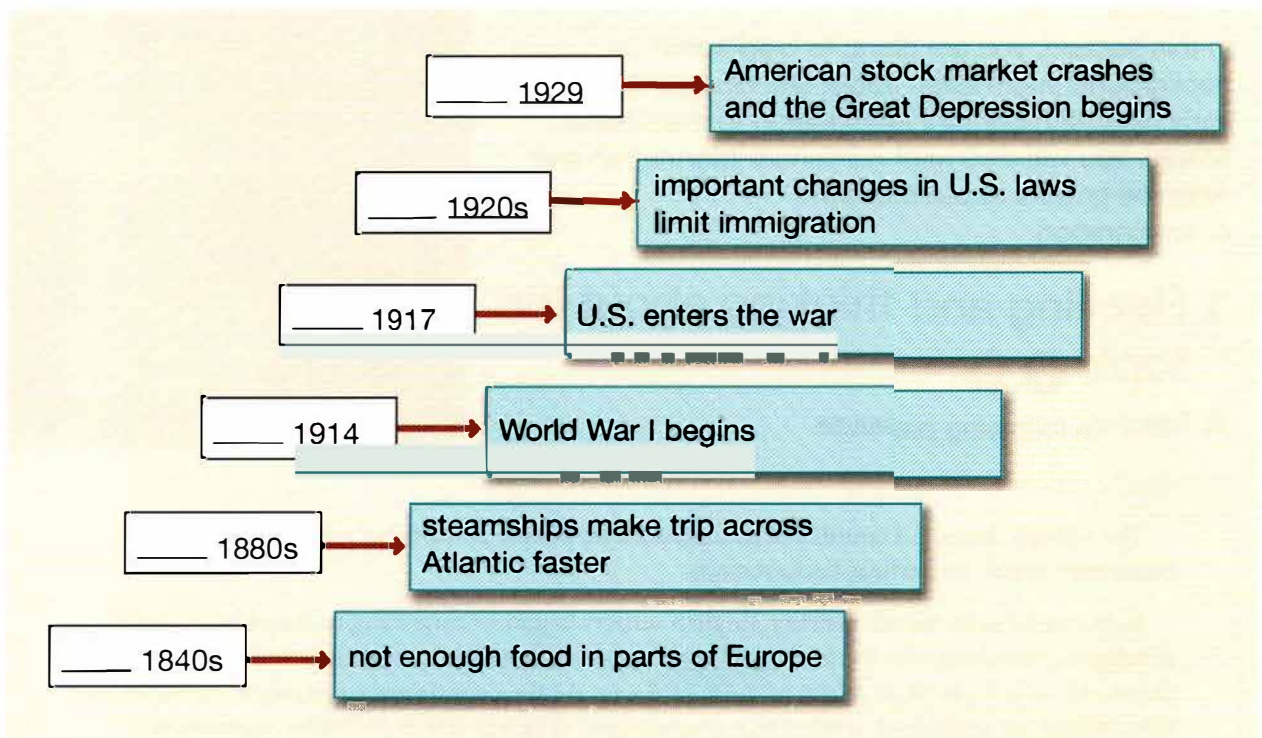 ____ 1929
American stock market crashes
and the Great Depression begins
____ 1920s
important changes in U.S. laws
limit immigration
____ 1917
U.S. enters the war
____ 1914
World War I begins
____ 1880s
steamships make trip across
Atlantic faster
____ 1840s
not enough food in parts of Europe